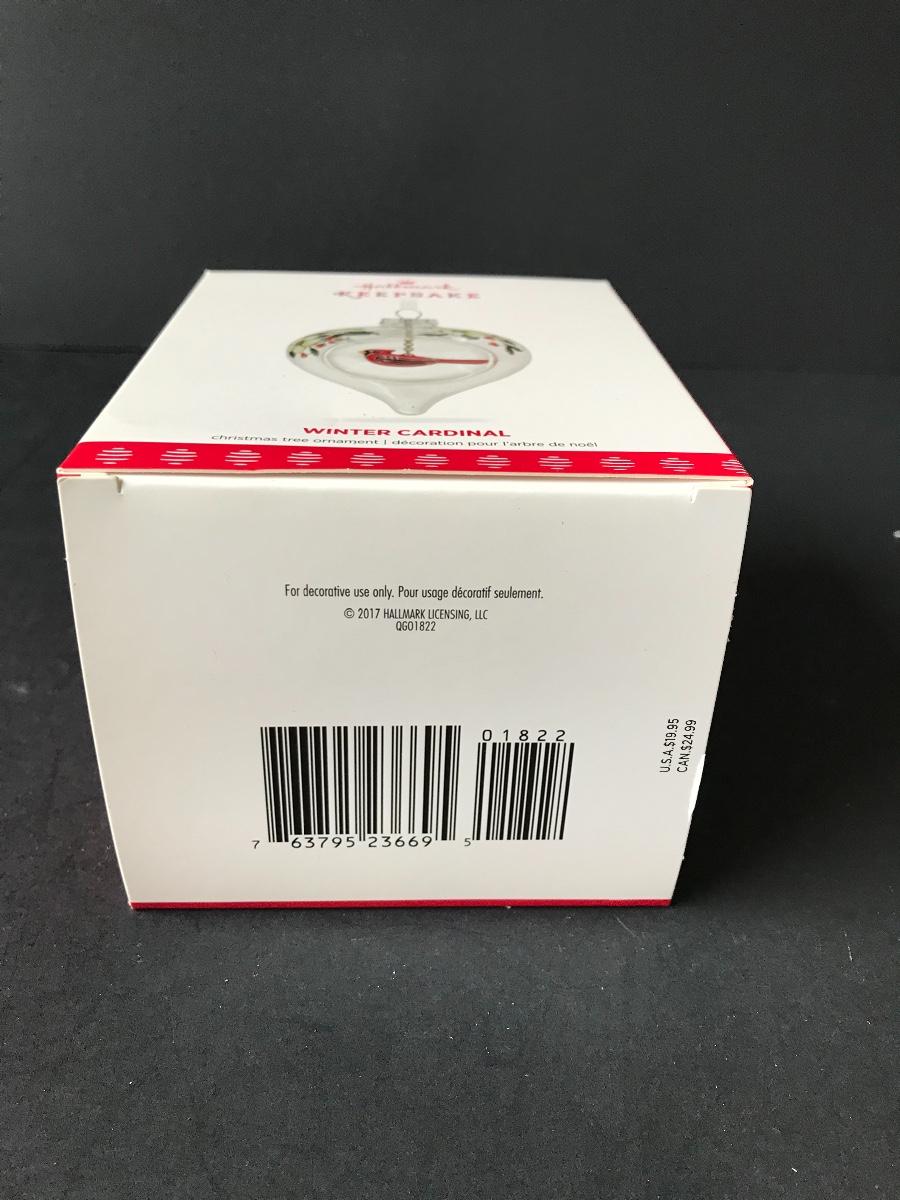 Hallmark
KEEPSAKE
WINTER CARDINAL
christmas tree ornament | décoration pour l'arbre de noël
For decorative use only. Pour usage décoratif seulement.
© 2017 HALLMARK LICENSING, LLC
QGO1822
01822
7 63795 23669 5
U.S.A.$19.95
CAN.$24.99